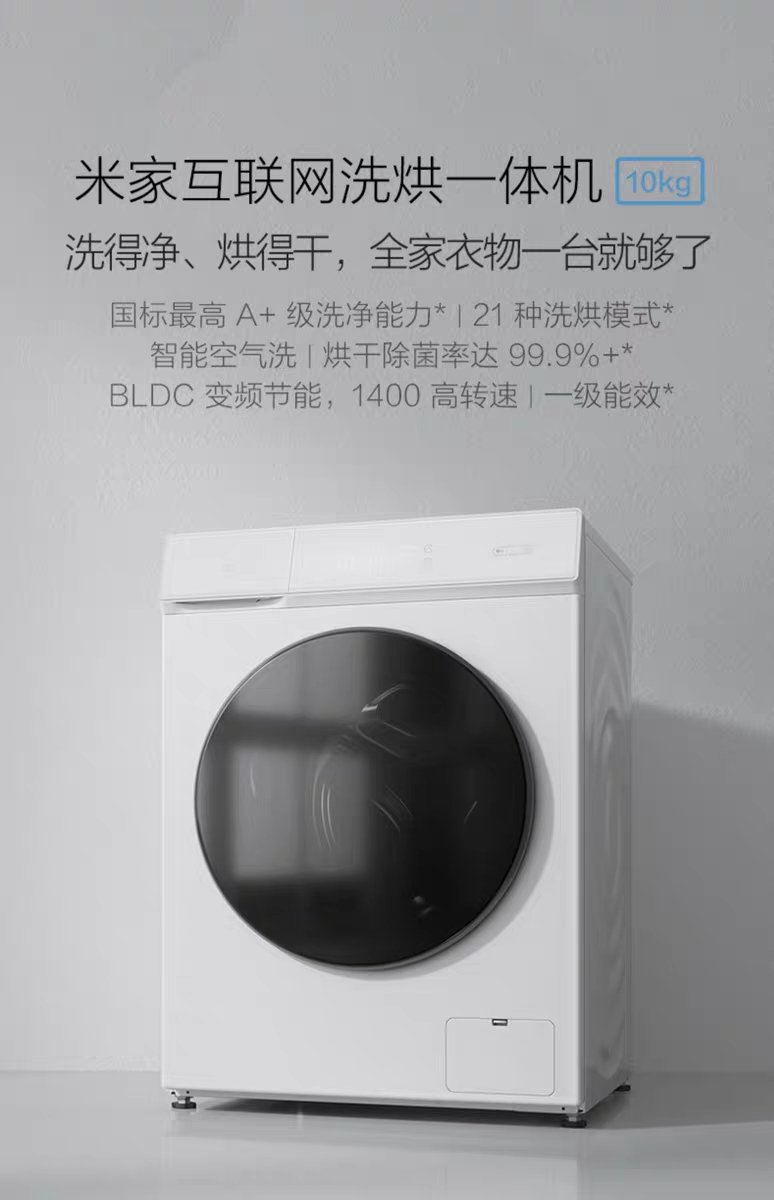 米家互联网洗烘一体机 10kg
洗得净、烘得干，全家衣物一台就够了
国标最高 A+ 级洗净能力* | 21 种洗烘模式*
智能空气洗 | 烘干除菌率达 99.9%+*
BLDC 变频节能，1400 高转速 | 一级能效*